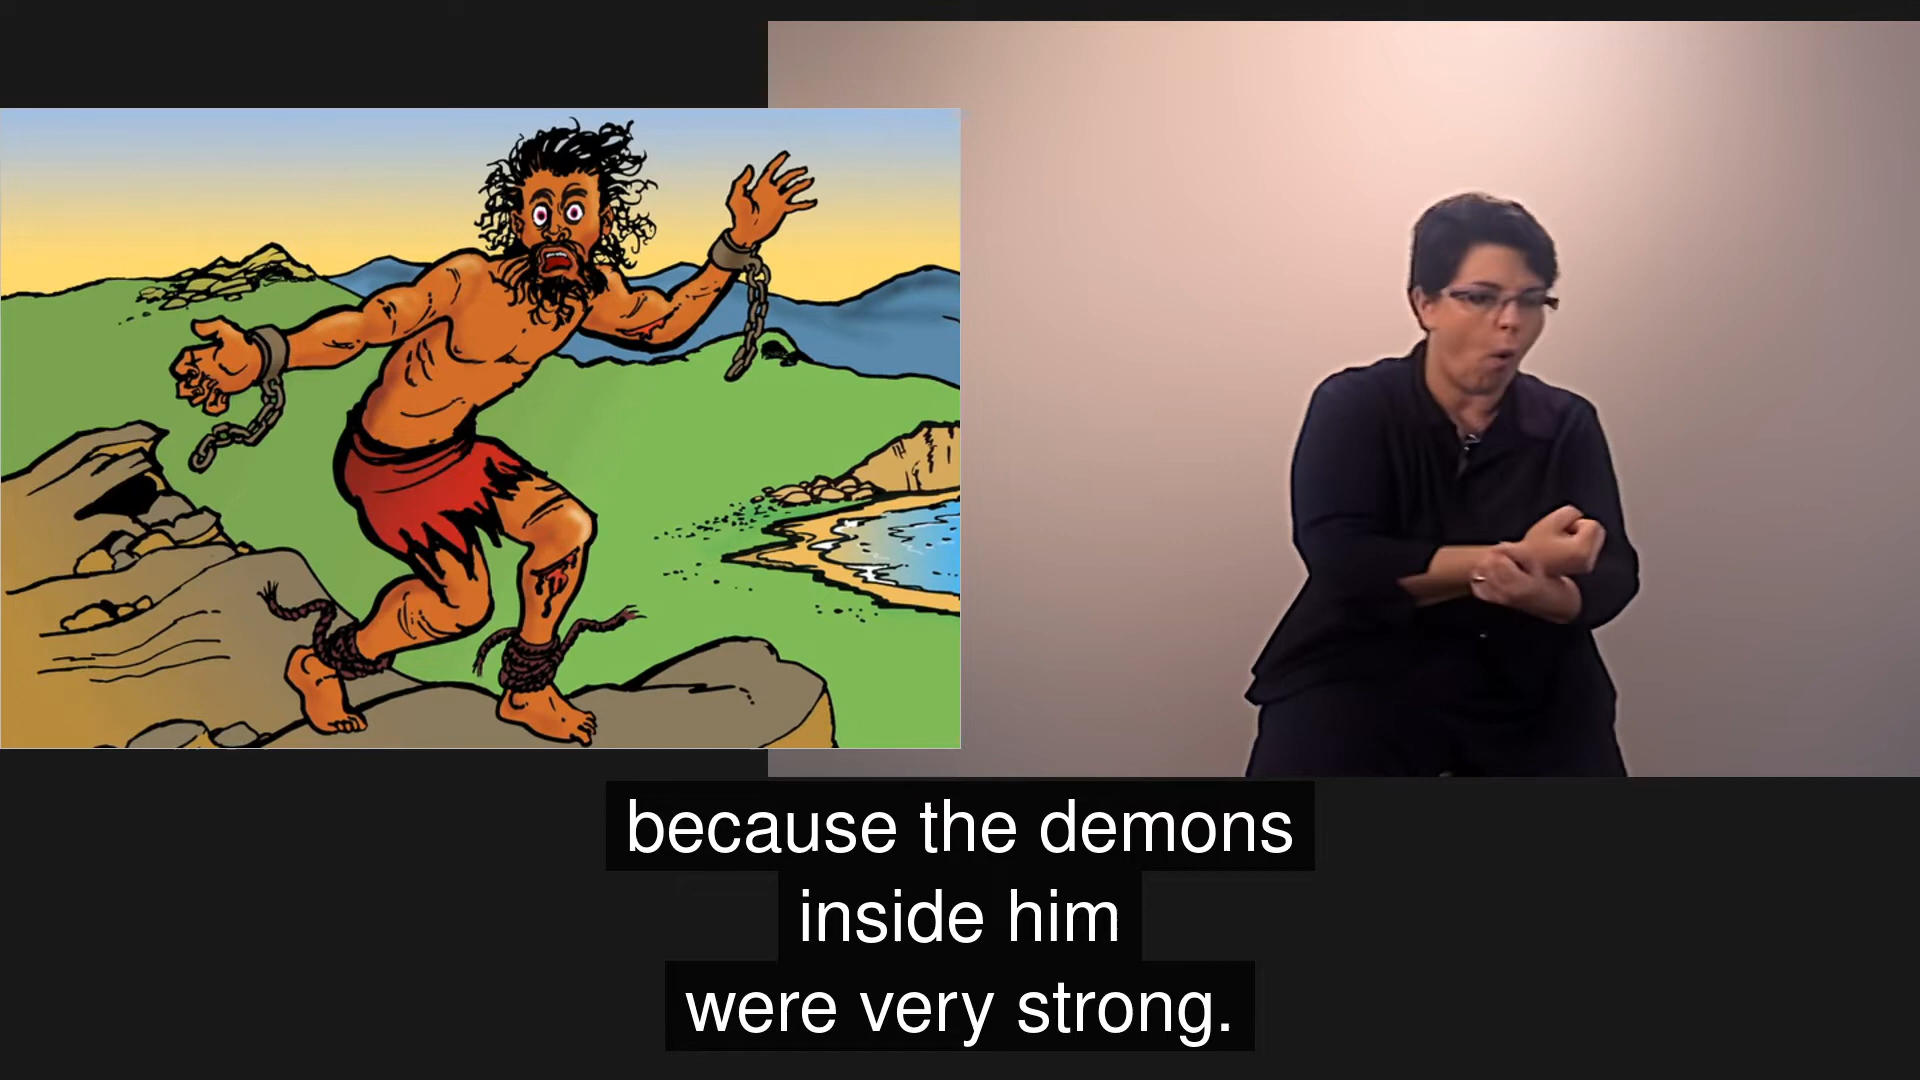 because the demons
inside him
were very strong.